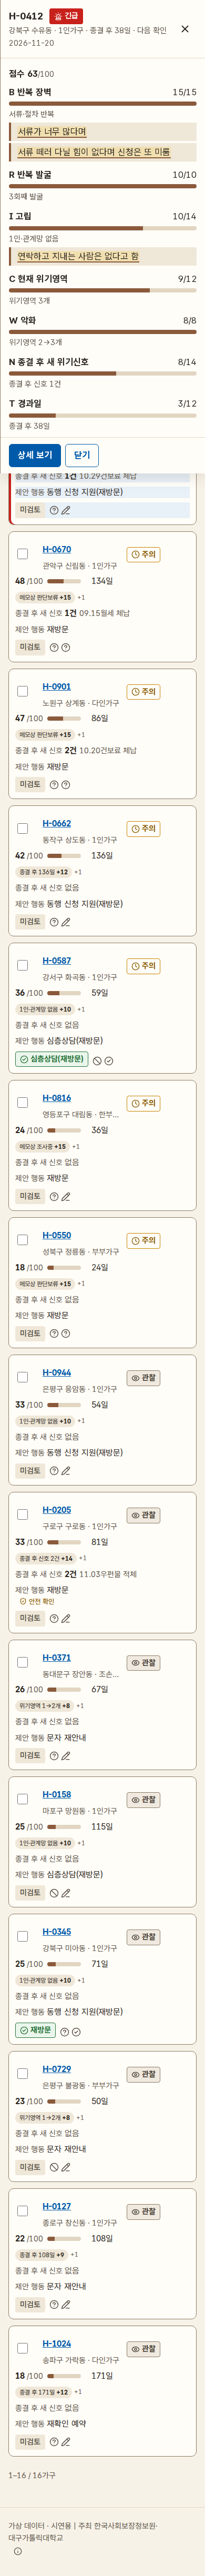 H-0412 긴급
강북구 수유동 · 1인가구 · 종결 후 38일 · 다음 확인
2026-11-20
점수 63/100
B 반복 장벽 15/15
서류·절차 반복
서류가 너무 많다며
서류 떼러 다닐 힘이 없다며 신청은 또 미룸
R 반복 발굴 10/10
3회째 발굴
I 고립 10/14
1인·관계망 없음
연락하고 지내는 사람은 없다고 함
C 현재 위기영역 9/12
위기영역 3개
W 악화 8/8
위기영역 2→3개
N 종결 후 새 위기신호 8/14
종결 후 신호 1건
T 경과일 3/12
종결 후 38일
상세 보기 닫기
종결 후 새 신호 1건 10.29건보료 체납
제안 행동 동행 신청 지원(재방문)
미검토
H-0670 주의
관악구 신림동 · 1인가구
48 /100 134일
메모상 판단보류 +15 +1
종결 후 새 신호 1건 09.15월세 체납
제안 행동 재방문
미검토
H-0901 주의
노원구 상계동 · 다인가구
47 /100 86일
메모상 판단보류 +15 +1
종결 후 새 신호 2건 10.20건보료 체납
제안 행동 재방문
미검토
H-0662 주의
동작구 상도동 · 1인가구
42 /100 136일
종결 후 136일 +12 +1
종결 후 새 신호 없음
제안 행동 동행 신청 지원(재방문)
미검토
H-0587 주의
강서구 화곡동 · 1인가구
36 /100 59일
1인·관계망 없음 +10 +1
종결 후 새 신호 없음
제안 행동 심층상담(재방문)
심층상담(재방문)
H-0816 주의
영등포구 대림동 · 한부...
24 /100 36일
메모상 조사중 +15 +1
종결 후 새 신호 없음
제안 행동 재방문
미검토
H-0550 주의
성북구 정릉동 · 부부가구
18 /100 24일
메모상 판단보류 +15 +1
종결 후 새 신호 없음
제안 행동 재방문
미검토
H-0944 관찰
은평구 응암동 · 1인가구
33 /100 54일
1인·관계망 없음 +10 +1
종결 후 새 신호 없음
제안 행동 동행 신청 지원(재방문)
미검토
H-0205 관찰
구로구 구로동 · 1인가구
33 /100 81일
종결 후 신호 2건 +14 +1
종결 후 새 신호 2건 11.03우편물 적체
제안 행동 재방문
안전 확인
미검토
H-0371 관찰
동대문구 장안동 · 조손...
26 /100 67일
위기영역 1→2개 +8 +1
종결 후 새 신호 없음
제안 행동 문자 재안내
미검토
H-0158 관찰
마포구 망원동 · 1인가구
25 /100 115일
1인·관계망 없음 +10 +1
종결 후 새 신호 없음
제안 행동 심층상담(재방문)
미검토
H-0345 관찰
강북구 미아동 · 1인가구
25 /100 71일
1인·관계망 없음 +10 +1
종결 후 새 신호 없음
제안 행동 동행 신청 지원(재방문)
재방문
H-0729 관찰
은평구 불광동 · 부부가구
23 /100 50일
위기영역 1→2개 +8 +1
종결 후 새 신호 없음
제안 행동 문자 재안내
미검토
H-0127 관찰
종로구 창신동 · 1인가구
22 /100 108일
종결 후 108일 +9 +1
종결 후 새 신호 없음
제안 행동 문자 재안내
미검토
H-1024 관찰
송파구 가락동 · 다인가구
18 /100 171일
종결 후 171일 +12 +1
종결 후 새 신호 없음
제안 행동 재확인 예약
미검토
1–16 / 16가구
가상 데이터 · 시연용 | 주최 한국사회보장정보원·
대구가톨릭대학교